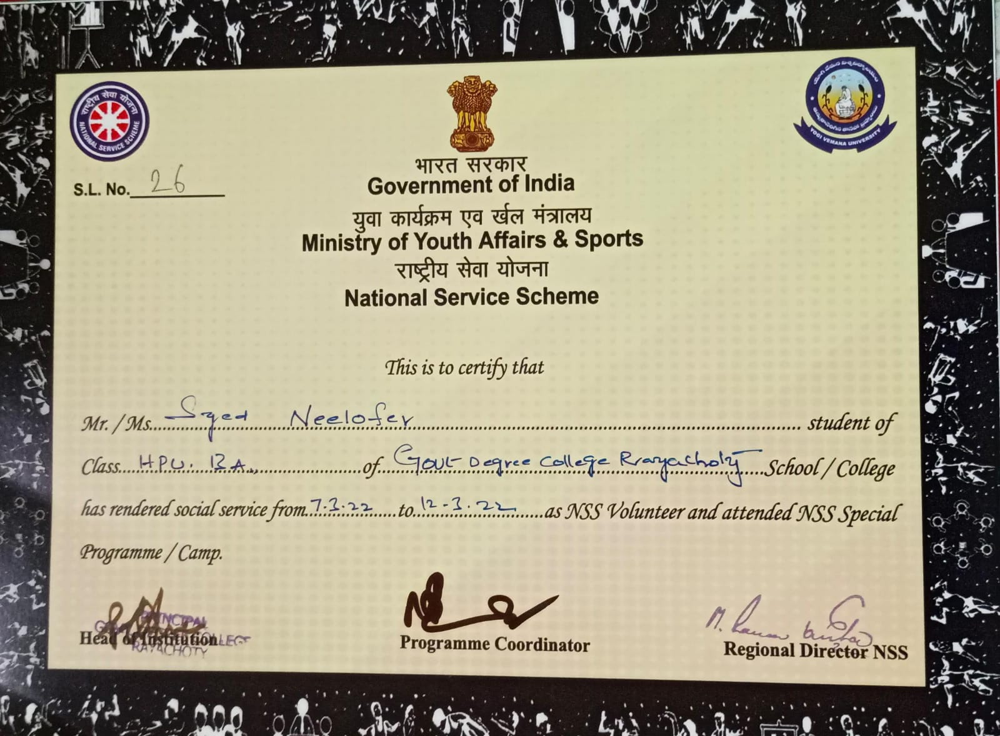 राष्ट्रीय सेवा योजना
NATIONAL SERVICE SCHEME
YOGI VEMANA UNIVERSITY
S.L. No. 26
भारत सरकार
Government of India
युवा कार्यक्रम एव र्खल मंत्रालय
Ministry of Youth Affairs & Sports
राष्ट्रीय सेवा योजना
National Service Scheme
This is to certify that
Mr. / Ms. Syed Neelofer student of
Class HPU. BA., of Govt Degree College Rrayachoty School / College
has rendered social service from 7.3.22 to 12-3.22 as NSS Volunteer and attended NSS Special
Programme / Camp.
PRINCIPAL
COLLEGE
RAYACHOTY
Head of Institution
Programme Coordinator
Regional Director NSS